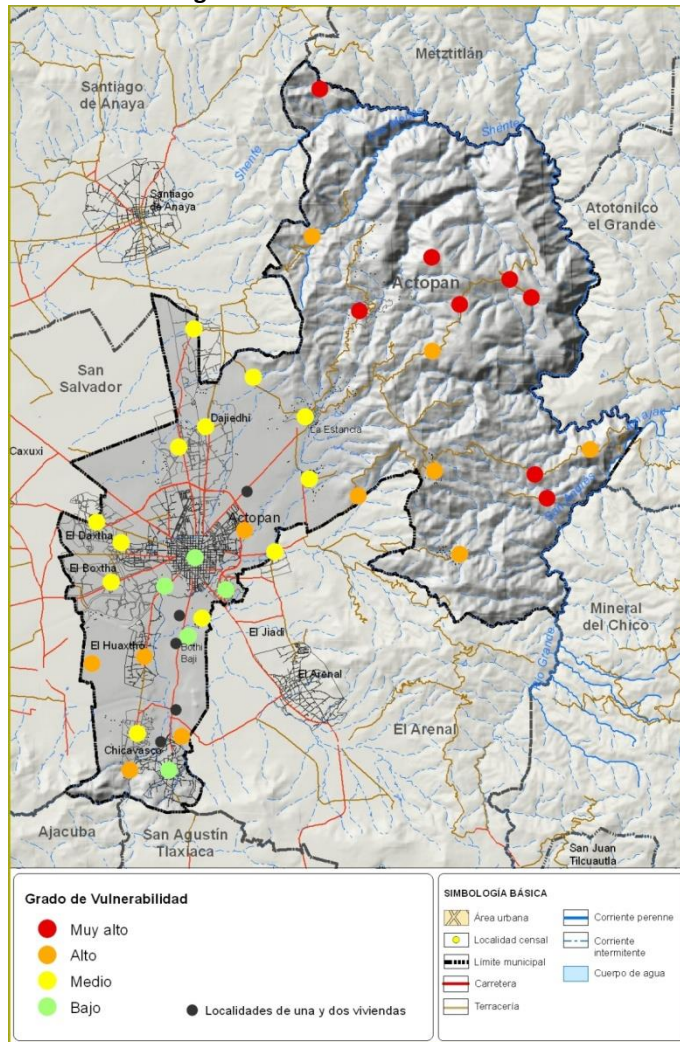 Metztitlán
Santiago
de Anaya
Shente
Shente
Santiago
de Anaya
Atotonilco
el Grande
Actopan
San
Salvador
Dajiedhi
La Estancia
Caxuxi
Actopan
El Daxtha
El Boxtha
Mineral
del Chico
El Huaxtho
Bothi
Baji
El Jiadi
El Arenal
Río Grande
El Arenal
Chicavasco
Ajacuba
San Agustín
Tlaxiaca
San Juan
Tilcuautla
Grado de Vulnerabilidad
Muy alto
Alto
Medio
Bajo
Localidades de una y dos viviendas
SIMBOLOGÍA BÁSICA
Área urbana
Localidad censal
Límite municipal
Carretera
Terracería
Corriente perenne
Corriente
intermitente
Cuerpo de agua